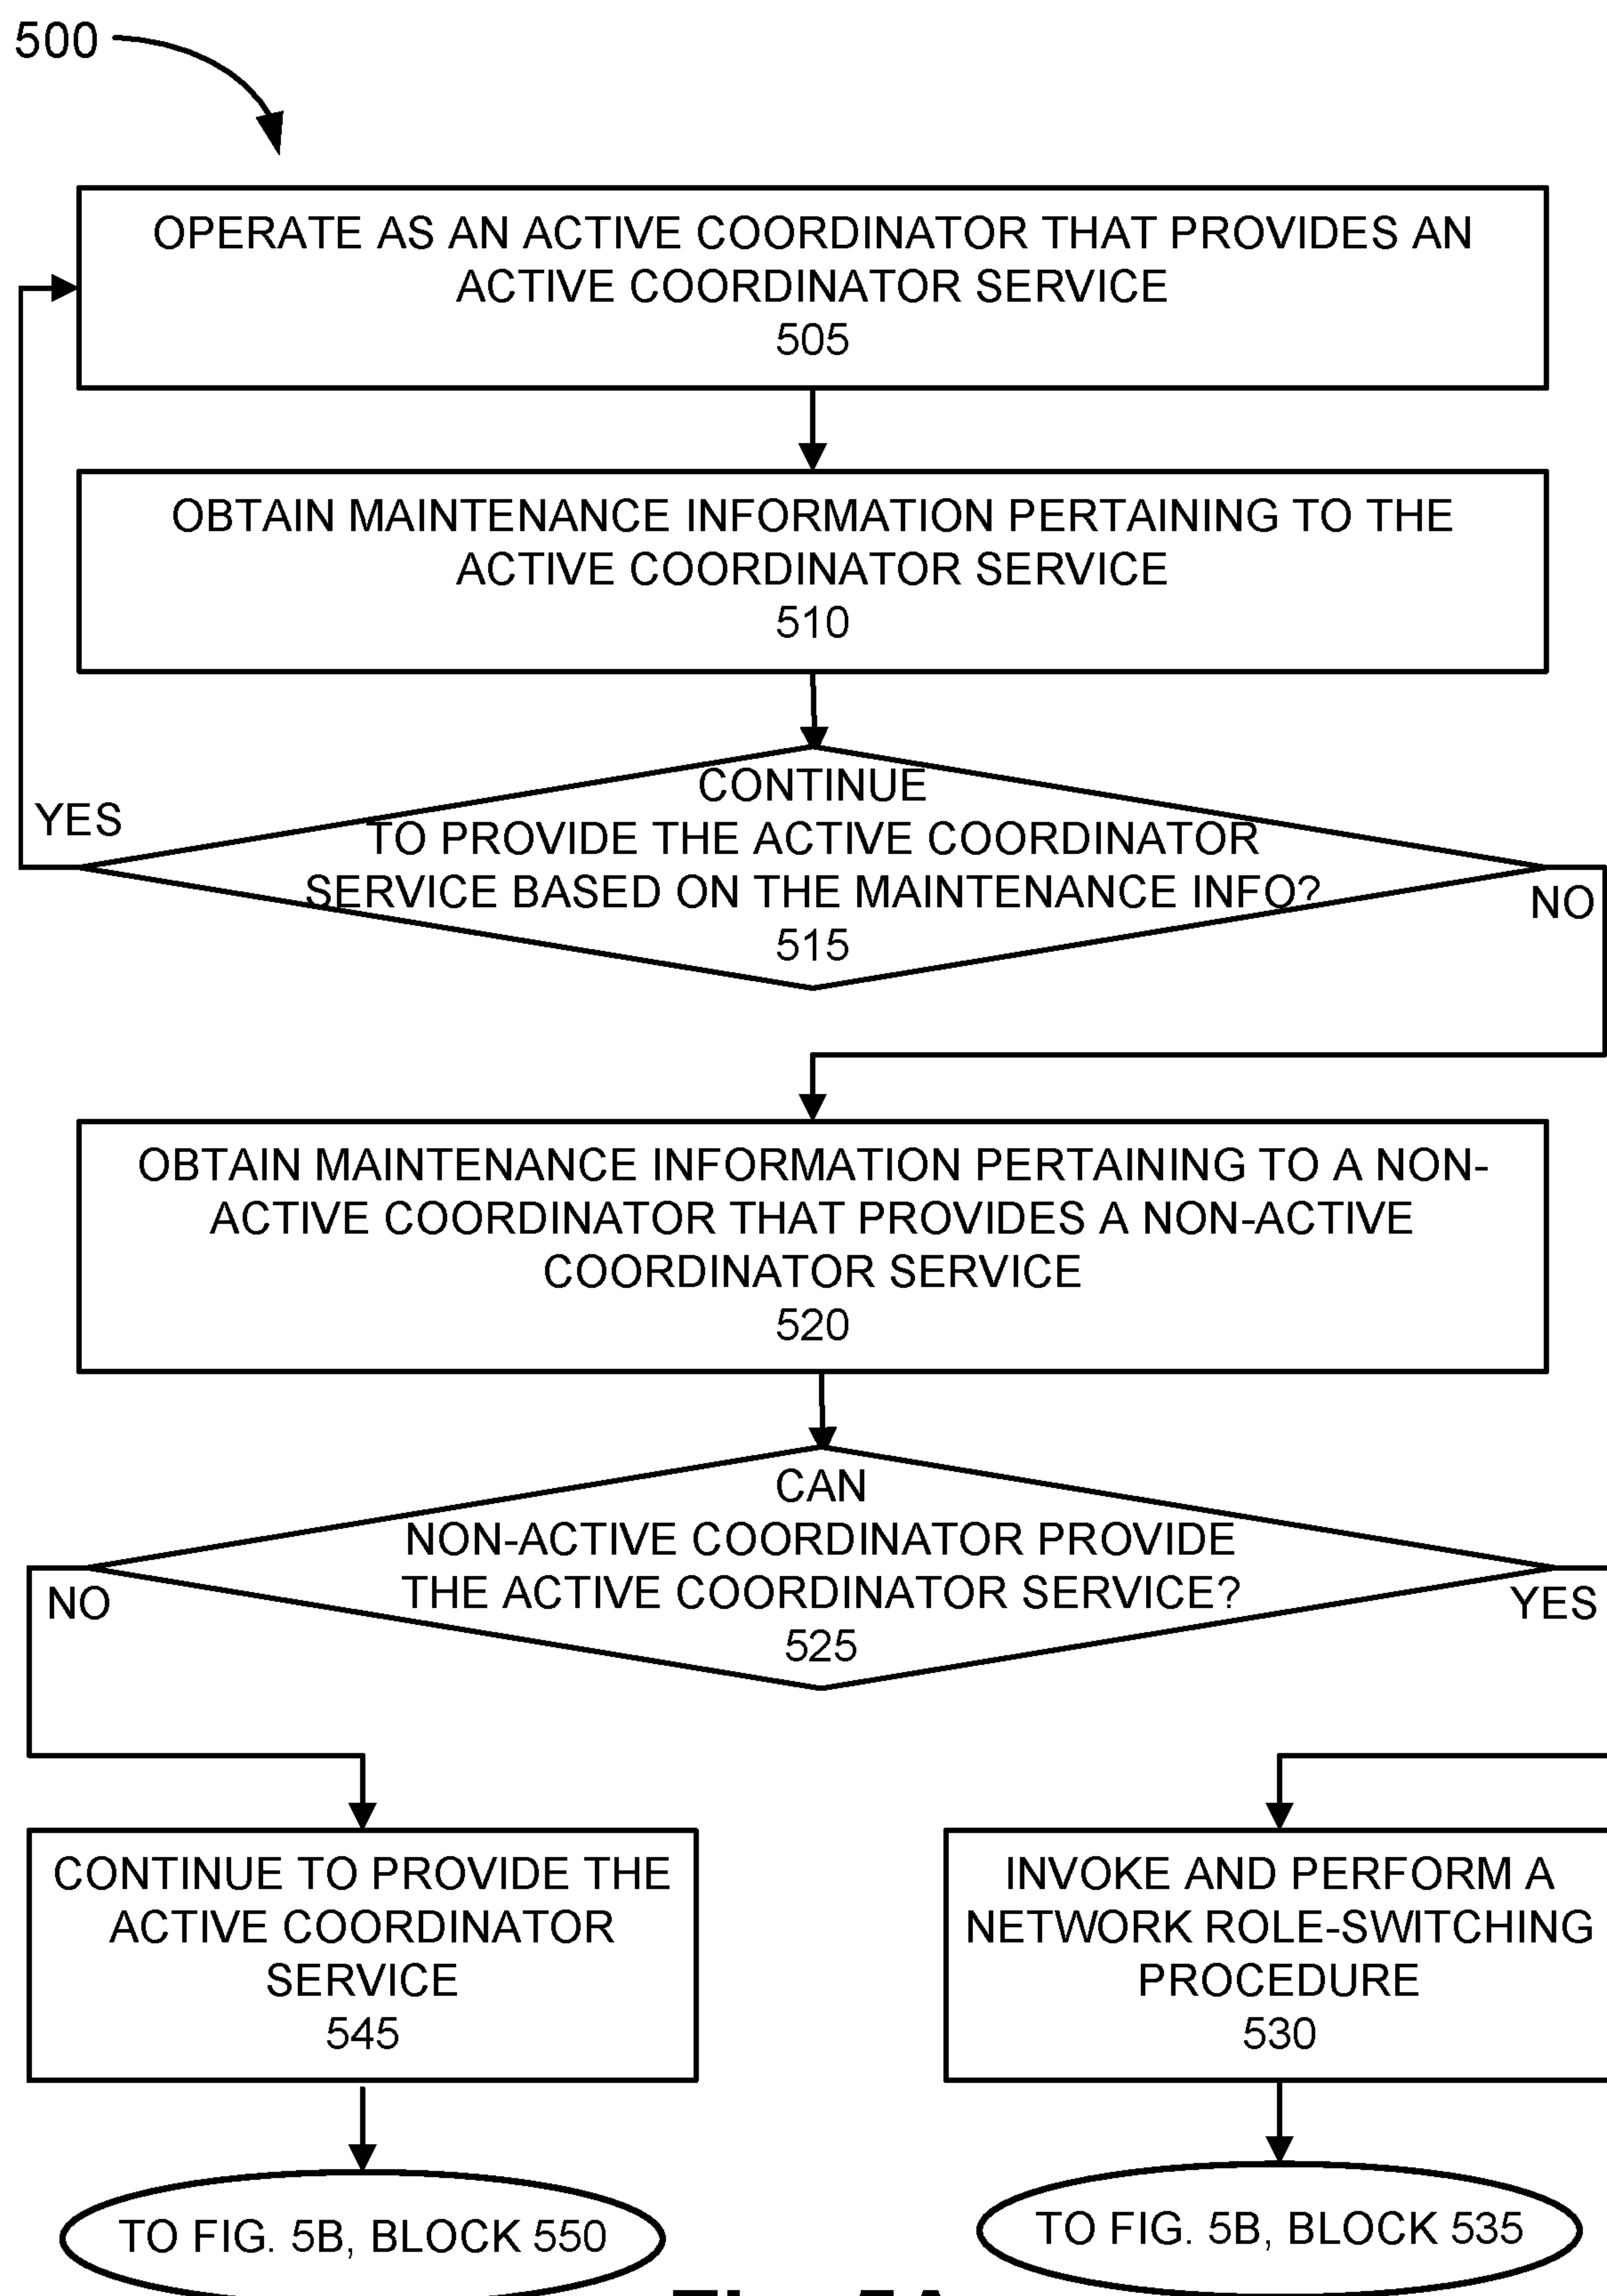 500
OPERATE AS AN ACTIVE COORDINATOR THAT PROVIDES AN
ACTIVE COORDINATOR SERVICE
505
OBTAIN MAINTENANCE INFORMATION PERTAINING TO THE
ACTIVE COORDINATOR SERVICE
510
CONTINUE
TO PROVIDE THE ACTIVE COORDINATOR
SERVICE BASED ON THE MAINTENANCE INFO?
515
YES
NO
OBTAIN MAINTENANCE INFORMATION PERTAINING TO A NON-
ACTIVE COORDINATOR THAT PROVIDES A NON-ACTIVE
COORDINATOR SERVICE
520
CAN
NON-ACTIVE COORDINATOR PROVIDE
THE ACTIVE COORDINATOR SERVICE?
525
NO
YES
CONTINUE TO PROVIDE THE
ACTIVE COORDINATOR
SERVICE
545
INVOKE AND PERFORM A
NETWORK ROLE-SWITCHING
PROCEDURE
530
TO FIG. 5B, BLOCK 550
TO FIG. 5B, BLOCK 535